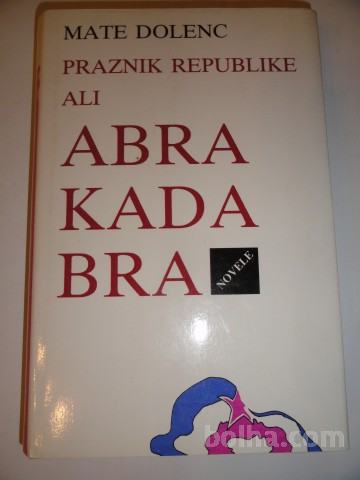 MATE DOLENC
PRAZNIK REPUBLIKE
ALI
ABRA
KADA
BRA
NOVELE
bolha.com